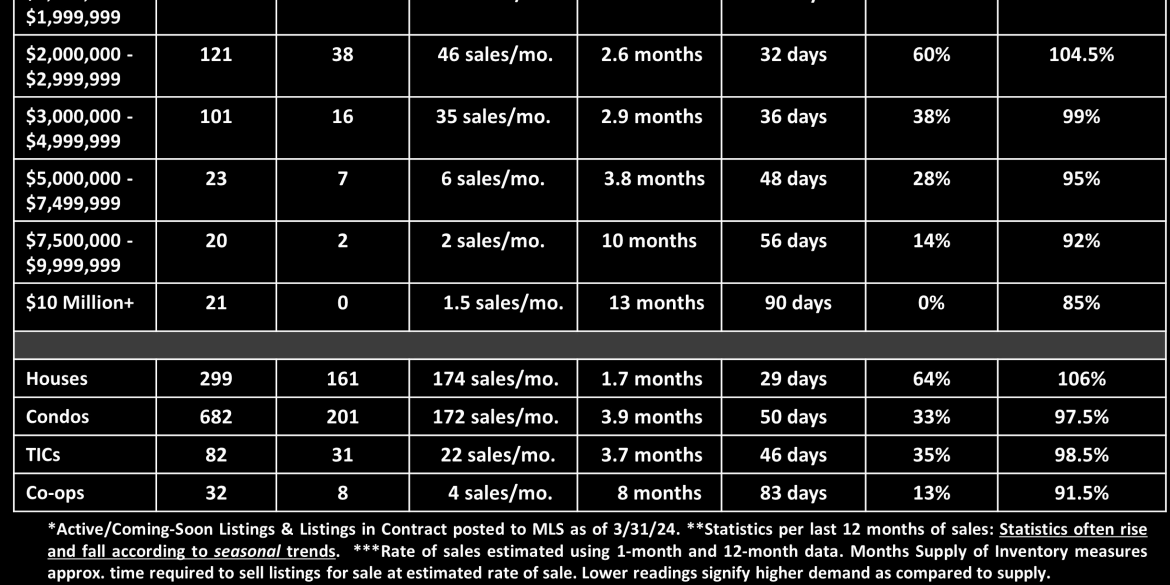 $1,999,999
$2,000,000 - 121 38 46 sales/mo. 2.6 months 32 days 60% 104.5%
$2,999,999
$3,000,000 - 101 16 35 sales/mo. 2.9 months 36 days 38% 99%
$4,999,999
$5,000,000 - 23 7 6 sales/mo. 3.8 months 48 days 28% 95%
$7,499,999
$7,500,000 - 20 2 2 sales/mo. 10 months 56 days 14% 92%
$9,999,999
$10 Million+ 21 0 1.5 sales/mo. 13 months 90 days 0% 85%
Houses 299 161 174 sales/mo. 1.7 months 29 days 64% 106%
Condos 682 201 172 sales/mo. 3.9 months 50 days 33% 97.5%
TICs 82 31 22 sales/mo. 3.7 months 46 days 35% 98.5%
Co-ops 32 8 4 sales/mo. 8 months 83 days 13% 91.5%
*Active/Coming-Soon Listings & Listings in Contract posted to MLS as of 3/31/24. **Statistics per last 12 months of sales: Statistics often rise
and fall according to seasonal trends. ***Rate of sales estimated using 1-month and 12-month data. Months Supply of Inventory measures
approx. time required to sell listings for sale at estimated rate of sale. Lower readings signify higher demand as compared to supply.